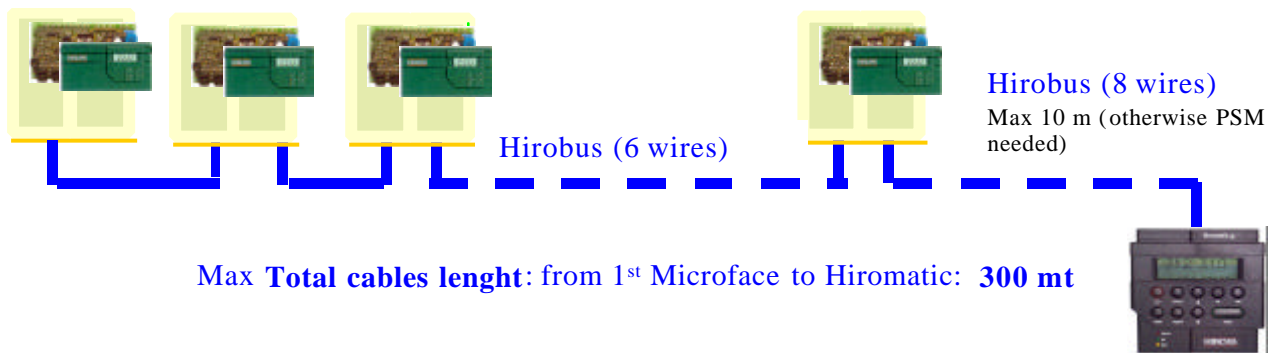 Hirobus (8 wires)
Max 10 m (otherwise PSM
needed)
Hirobus (6 wires)
Max Total cables lenght: from 1st Microface to Hiromatic: 300 mt